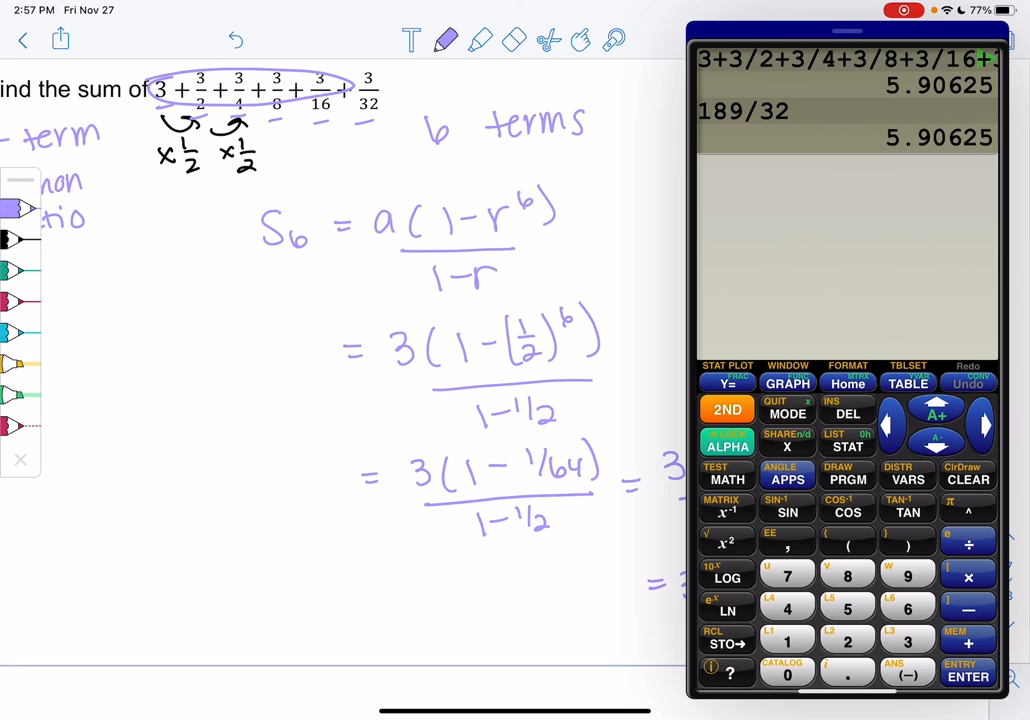 2:57 PM Fri Nov 27
77%
ind the sum of 3 + 3/2 + 3/4 + 3/8 + 3/16 + 3/32
- term
×1/2 ×1/2
6 terms
non
tio
S6 = a(1-r^6)
1-r
= 3(1-(1/2)^6)
1-1/2
= 3(1-1/64) = 3
1-1/2
=
3+3/2+3/4+3/8+3/16+3
5.90625
189/32
5.90625
STAT PLOT WINDOW FORMAT TBLSET Redo
Y= GRAPH Home TABLE Undo
QUIT x INS
2ND MODE DEL A+
SHARE n/d LIST 0h A-
ALPHA X STAT
TEST ANGLE DRAW DISTR ClrDraw
MATH APPS PRGM VARS CLEAR
MATRIX SIN-1 COS-1 TAN-1 π
x-1 SIN COS TAN ^
√ EE { } e
x2 , ( ) ÷
10x u v w [
LOG 7 8 9 ×
ex L4 L5 L6 ]
LN 4 5 6 —
RCL L1 L2 L3 MEM
STO→ 1 2 3 +
CATALOG i ANS ENTRY
? 0 . (−) ENTER